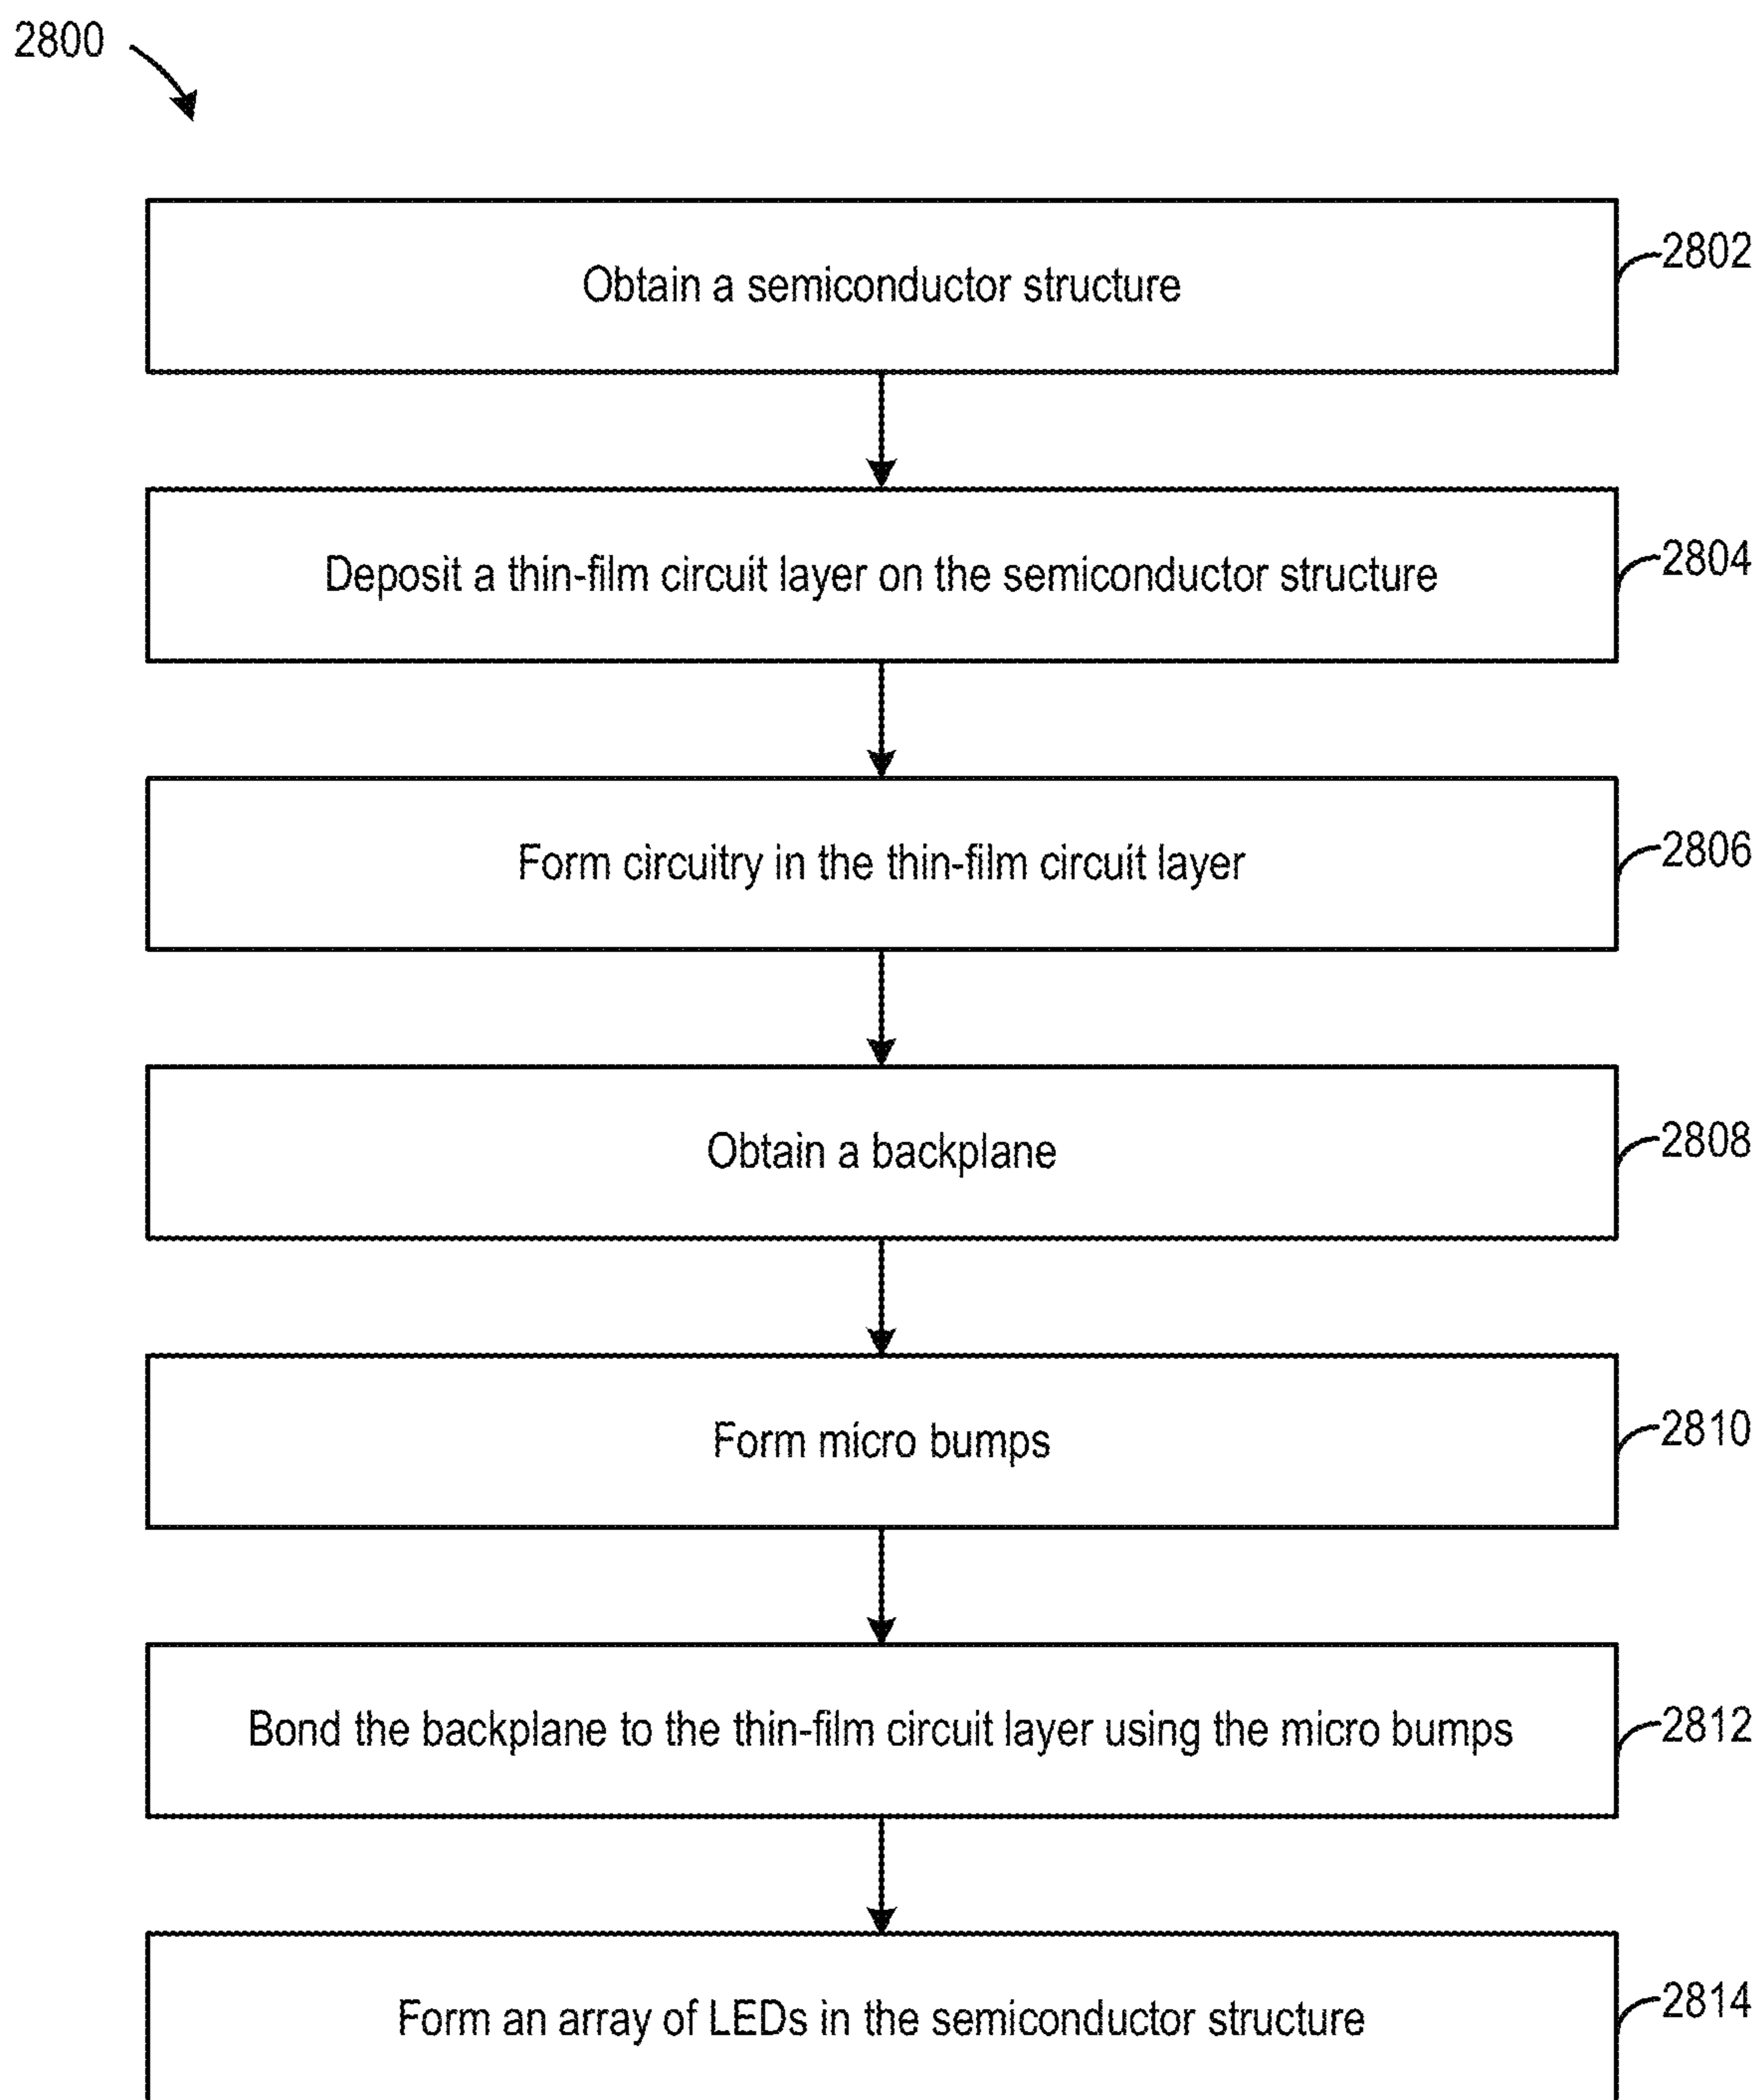 2800
Obtain a semiconductor structure
2802
Deposit a thin-film circuit layer on the semiconductor structure
2804
Form circuitry in the thin-film circuit layer
2806
Obtain a backplane
2808
Form micro bumps
2810
Bond the backplane to the thin-film circuit layer using the micro bumps
2812
Form an array of LEDs in the semiconductor structure
2814